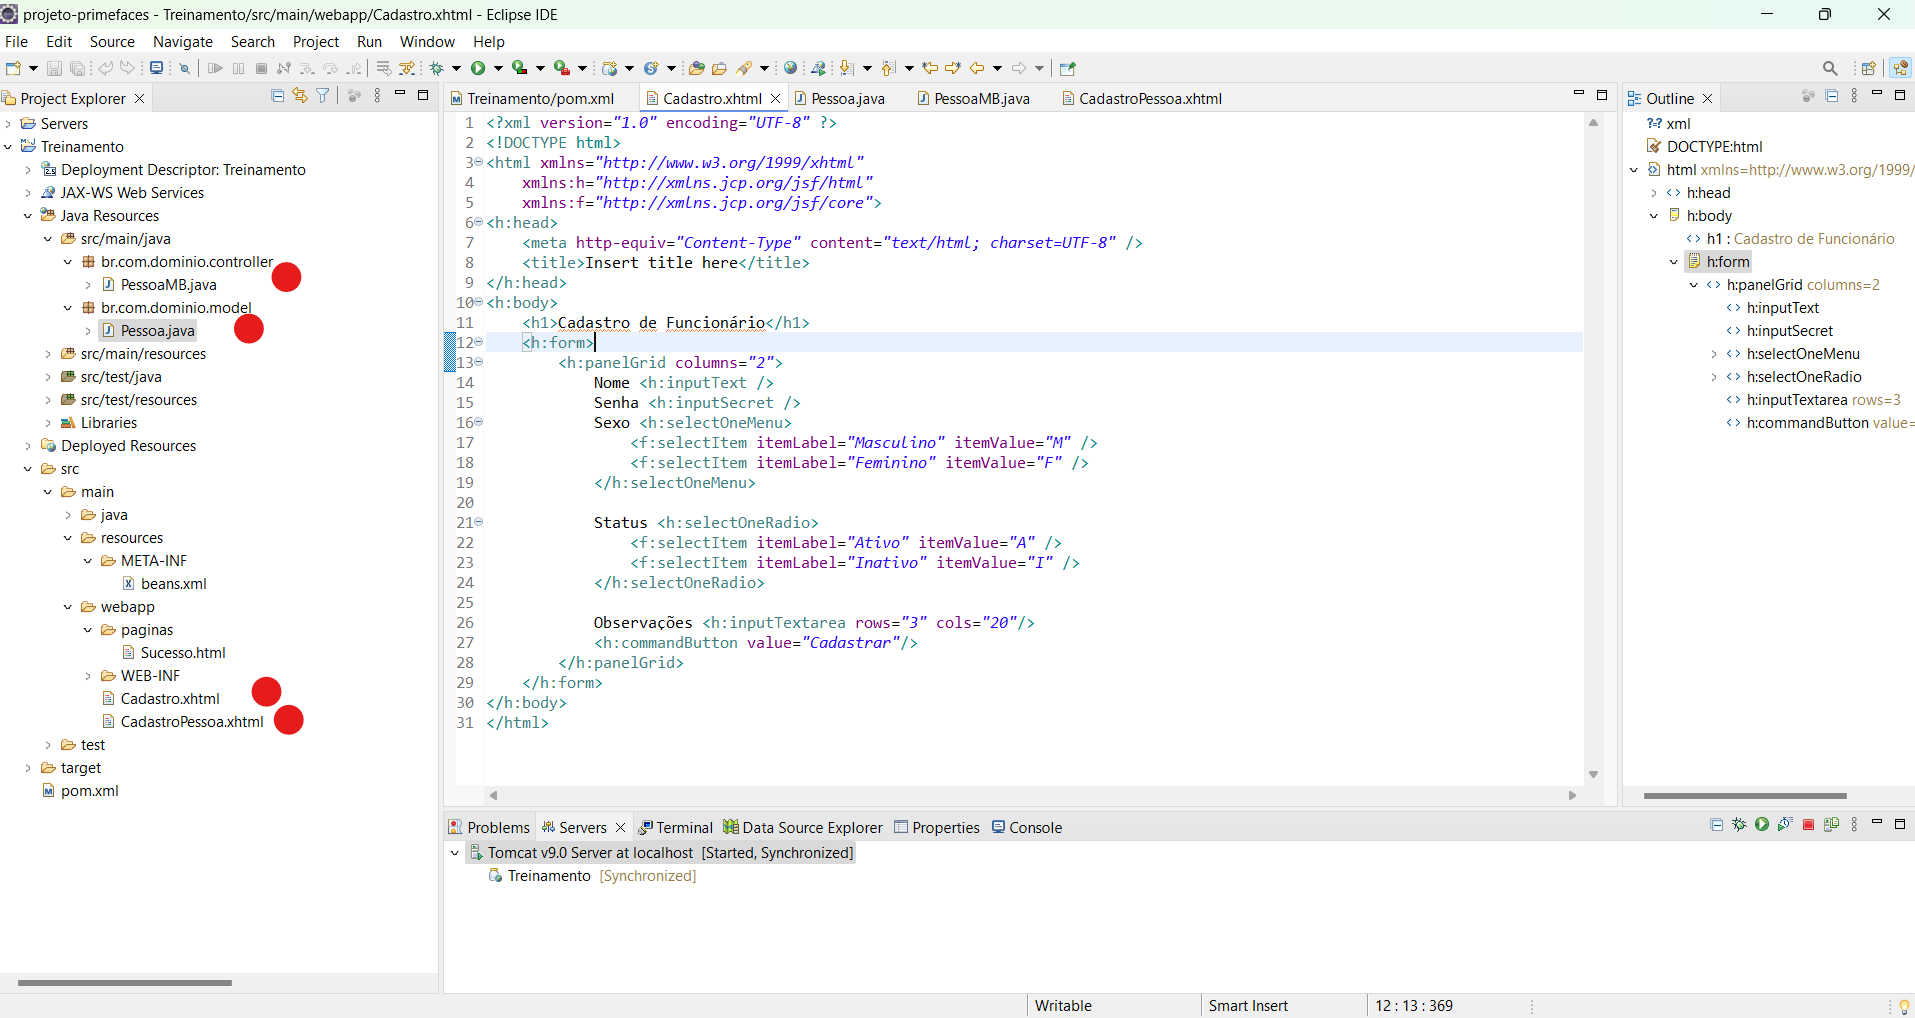 projeto-primefaces - Treinamento/src/main/webapp/Cadastro.xhtml - Eclipse IDE
File Edit Source Navigate Search Project Run Window Help
Project Explorer
Servers
Treinamento
Deployment Descriptor: Treinamento
JAX-WS Web Services
Java Resources
src/main/java
br.com.dominio.controller
PessoaMB.java
br.com.dominio.model
Pessoa.java
src/main/resources
src/test/java
src/test/resources
Libraries
Deployed Resources
src
main
java
resources
META-INF
beans.xml
webapp
paginas
Sucesso.html
WEB-INF
Cadastro.xhtml
CadastroPessoa.xhtml
test
target
pom.xml
Treinamento/pom.xml Cadastro.xhtml Pessoa.java PessoaMB.java CadastroPessoa.xhtml
1 <?xml version="1.0" encoding="UTF-8" ?>
2 <!DOCTYPE html>
3 <html xmlns="http://www.w3.org/1999/xhtml"
4 xmlns:h="http://xmlns.jcp.org/jsf/html"
5 xmlns:f="http://xmlns.jcp.org/jsf/core">
6 <h:head>
7 <meta http-equiv="Content-Type" content="text/html; charset=UTF-8" />
8 <title>Insert title here</title>
9 </h:head>
10 <h:body>
11 <h1>Cadastro de Funcionário</h1>
12 <h:form>
13 <h:panelGrid columns="2">
14 Nome <h:inputText />
15 Senha <h:inputSecret />
16 Sexo <h:selectOneMenu>
17 <f:selectItem itemLabel="Masculino" itemValue="M" />
18 <f:selectItem itemLabel="Feminino" itemValue="F" />
19 </h:selectOneMenu>
20
21 Status <h:selectOneRadio>
22 <f:selectItem itemLabel="Ativo" itemValue="A" />
23 <f:selectItem itemLabel="Inativo" itemValue="I" />
24 </h:selectOneRadio>
25
26 Observações <h:inputTextarea rows="3" cols="20"/>
27 <h:commandButton value="Cadastrar"/>
28 </h:panelGrid>
29 </h:form>
30 </h:body>
31 </html>
Outline
?-? xml
DOCTYPE:html
html xmlns=http://www.w3.org/1999/
h:head
h:body
h1 : Cadastro de Funcionário
h:form
h:panelGrid columns=2
h:inputText
h:inputSecret
h:selectOneMenu
h:selectOneRadio
h:inputTextarea rows=3
h:commandButton value=
Problems Servers Terminal Data Source Explorer Properties Console
Tomcat v9.0 Server at localhost [Started, Synchronized]
Treinamento [Synchronized]
Writable Smart Insert 12 : 13 : 369